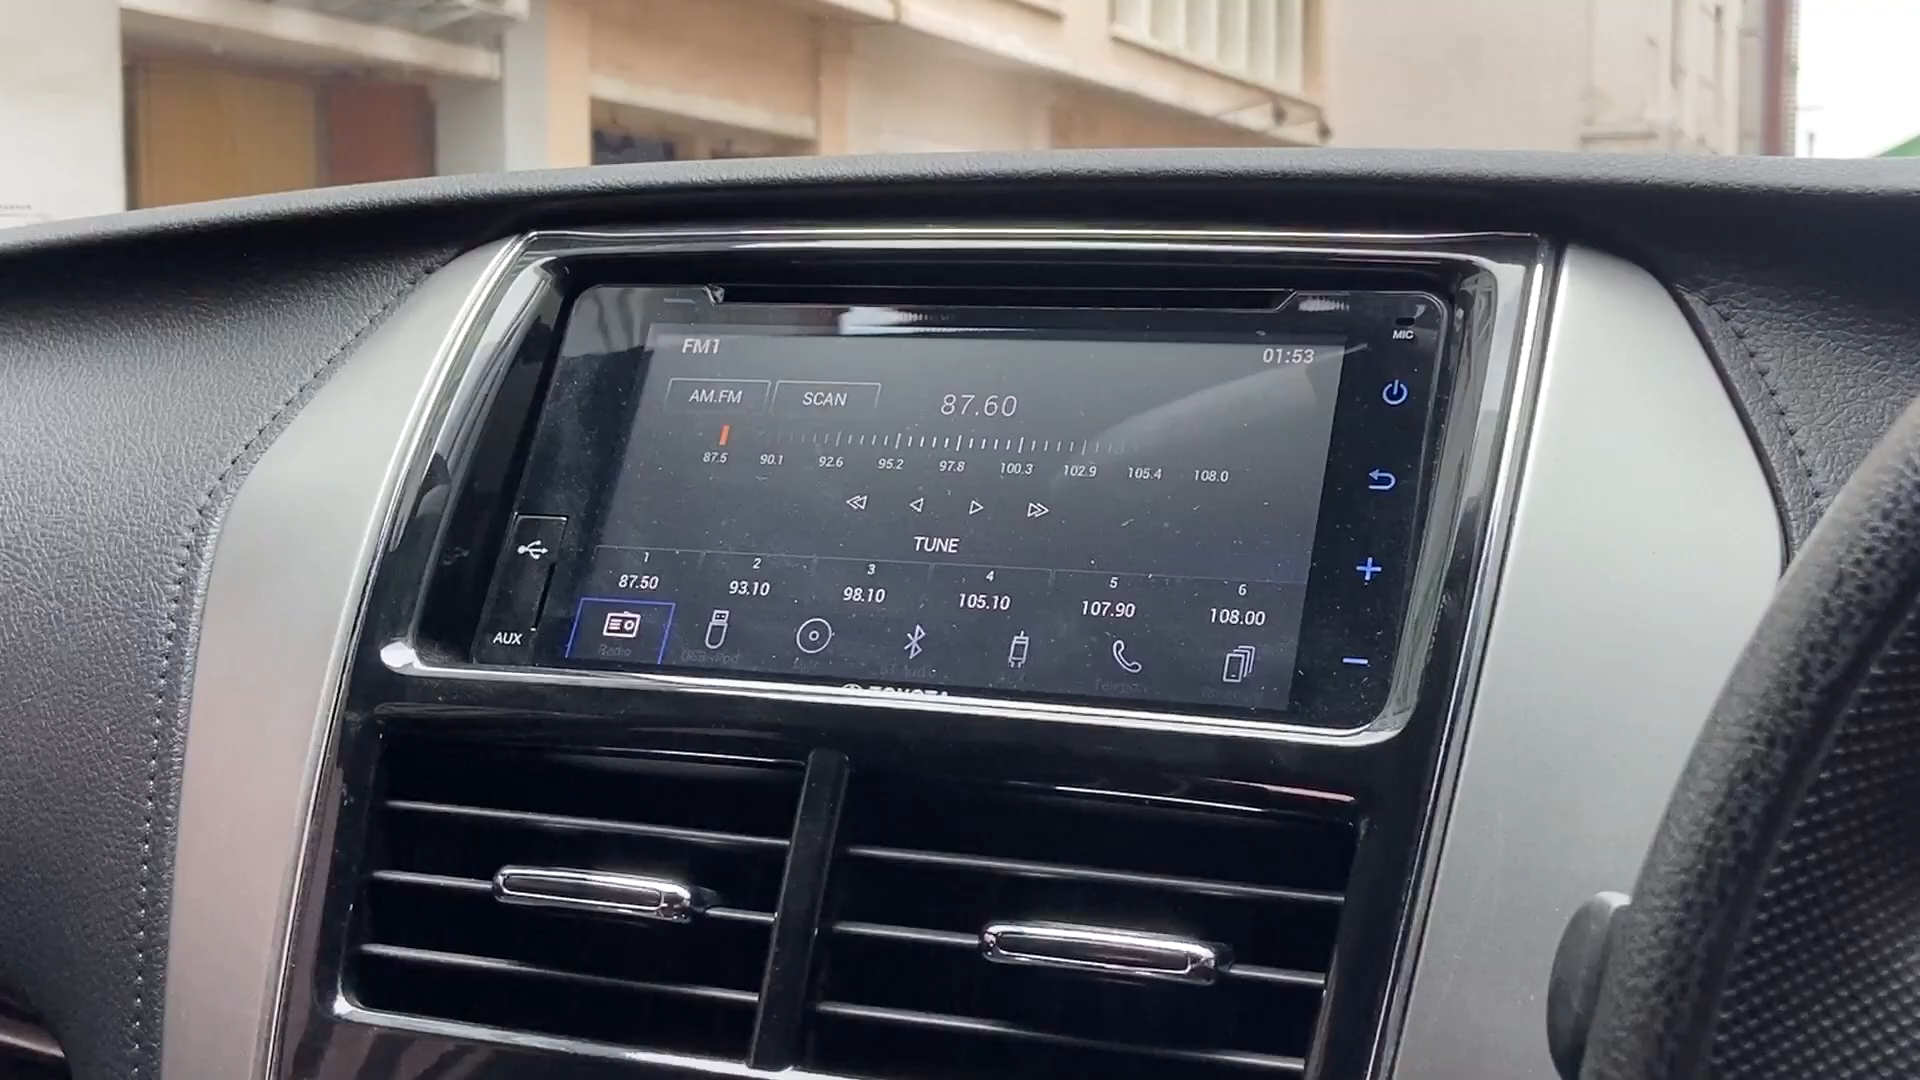 FM1
01:53
MIC
AM.FM SCAN 87.60
87.5 90.1 92.6 95.2 97.8 100.3 102.9 105.4 108.0
TUNE
1 2 3 4 5 6
87.50 93.10 98.10 105.10 107.90 108.00
AUX
Radio
TOYOTA